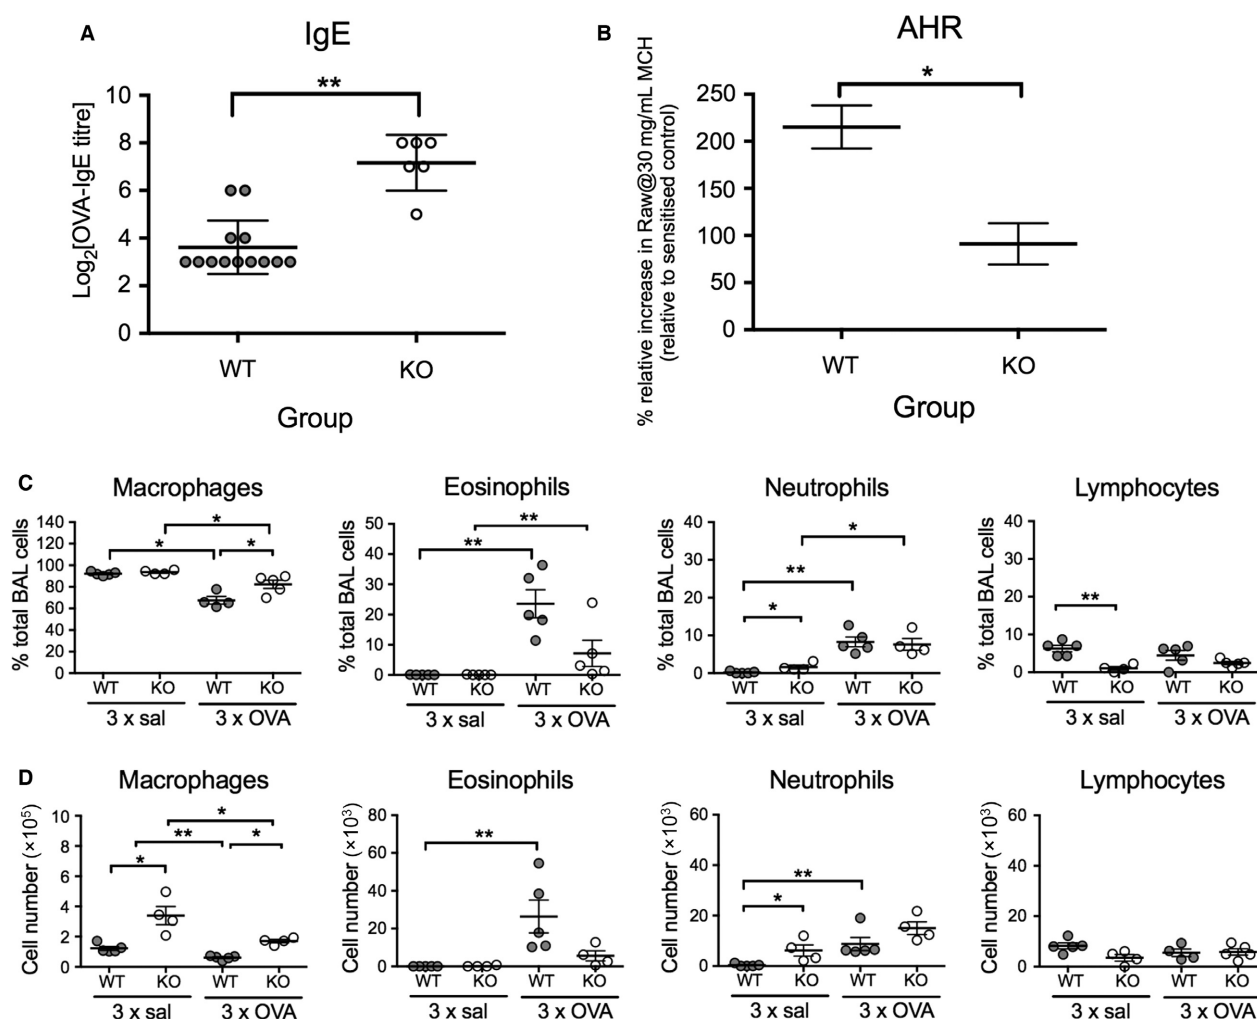 A
IgE
**
Log2[OVA-IgE titre]
10
8
6
4
2
0
WT
KO
Group
B
AHR
*
% relative increase in Raw@30 mg/mL MCH
(relative to sensitised control)
250
200
150
100
50
0
WT
KO
Group
C
Macrophages
% total BAL cells
140
120
100
80
60
40
20
0
*
*
*
WT KO WT KO
3 x sal 3 x OVA
Eosinophils
% total BAL cells
50
40
30
20
10
0
**
**
WT KO WT KO
3 x sal 3 x OVA
Neutrophils
% total BAL cells
40
30
20
10
0
*
**
*
WT KO WT KO
3 x sal 3 x OVA
Lymphocytes
% total BAL cells
40
30
20
10
0
**
WT KO WT KO
3 x sal 3 x OVA
D
Macrophages
Cell number (×10⁵)
10
8
6
4
2
0
*
** *
*
WT KO WT KO
3 x sal 3 x OVA
Eosinophils
Cell number (×10³)
80
60
40
20
0
**
WT KO WT KO
3 x sal 3 x OVA
Neutrophils
Cell number (×10³)
60
40
20
0
**
*
WT KO WT KO
3 x sal 3 x OVA
Lymphocytes
Cell number (×10³)
60
40
20
0
WT KO WT KO
3 x sal 3 x OVA